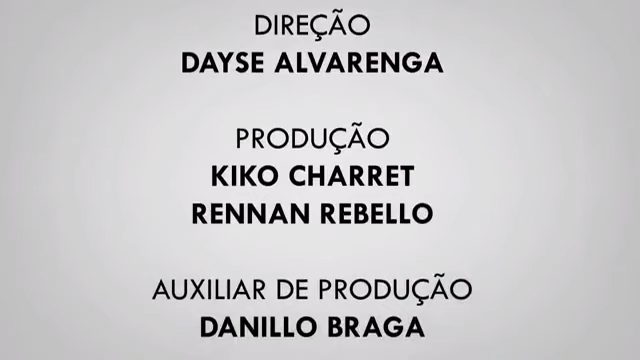 DIREÇÃO
DAYSE ALVARENGA
PRODUÇÃO
KIKO CHARRET
RENNAN REBELLO
AUXILIAR DE PRODUÇÃO
DANILLO BRAGA